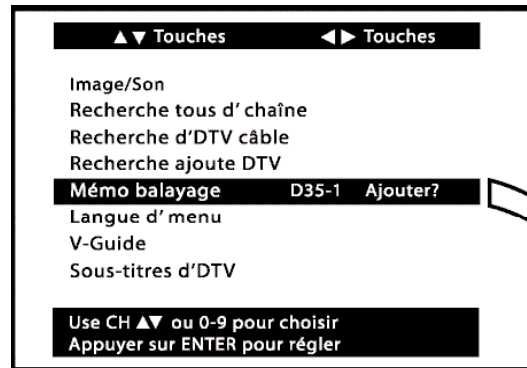 ▲▼ Touches ◀▶ Touches
Image/Son
Recherche tous d' chaîne
Recherche d'DTV câble
Recherche ajoute DTV
Mémo balayage D35-1 Ajouter?
Langue d' menu
V-Guide
Sous-titres d'DTV
Use CH ▲▼ ou 0-9 pour choisir
Appuyer sur ENTER pour régler